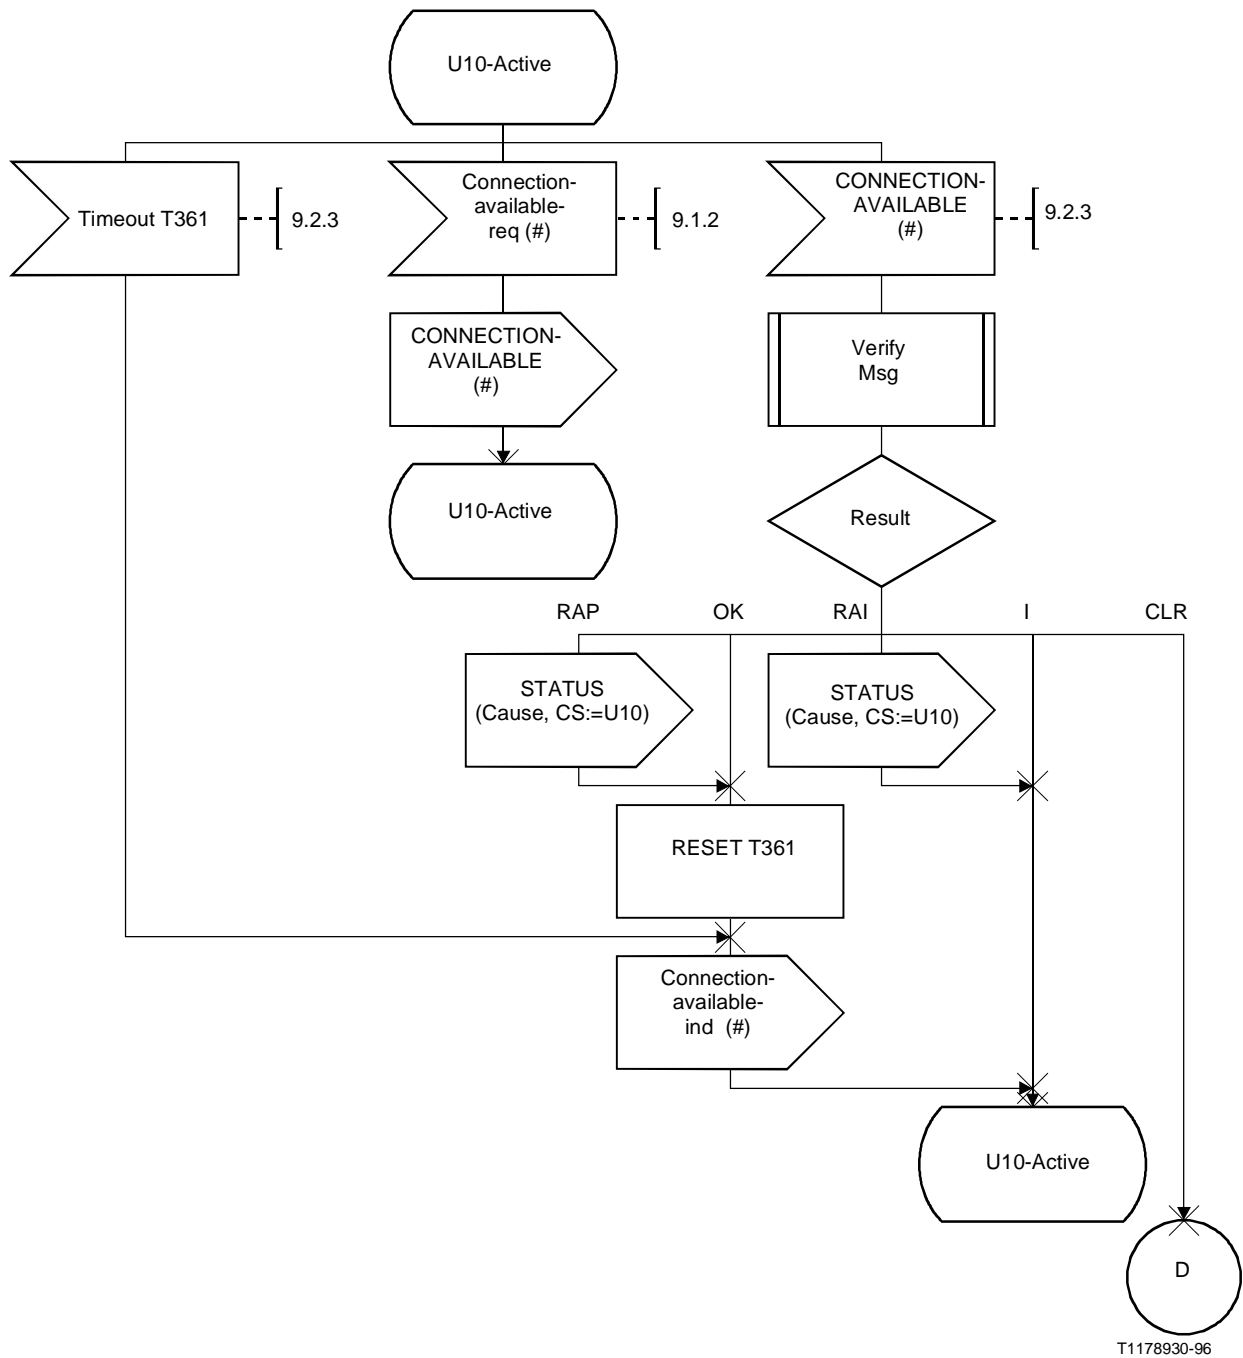 U10-Active
Timeout T361
9.2.3
Connection-
available-
req (#)
9.1.2
CONNECTION-
AVAILABLE
(#)
9.2.3
CONNECTION-
AVAILABLE
(#)
Verify
Msg
U10-Active
Result
RAP
OK
RAI
I
CLR
STATUS
(Cause, CS:=U10)
STATUS
(Cause, CS:=U10)
RESET T361
Connection-
available-
ind (#)
U10-Active
D
T1178930-96